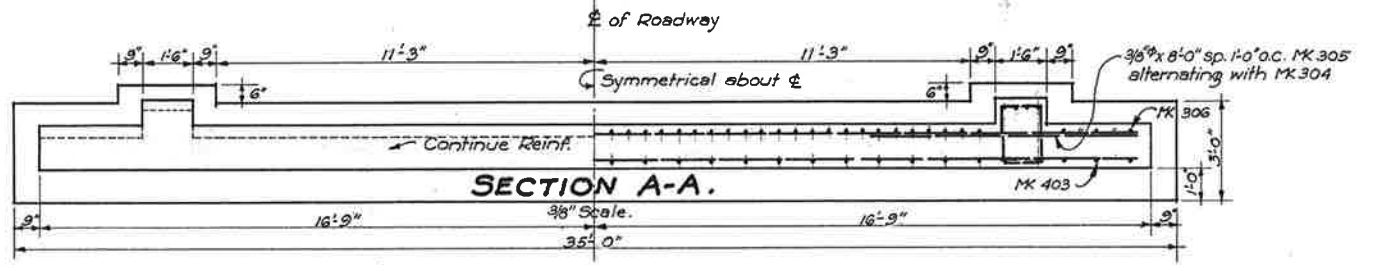 ℄ of Roadway
9" 1'-6" 9" 11'-3" 11'-3" 9" 1'-6" 9"
3/8"ᶲ x 8'-0" sp. 1'-0" o.c. MK 305
alternating with MK 304
Symmetrical about ℄
6" 6"
MK 306
Continue Reinf.
3'-0"
SECTION A-A.
MK 403
1'-0"
3/8" Scale.
9" 16'-9" 16'-9" 9"
35'-0"